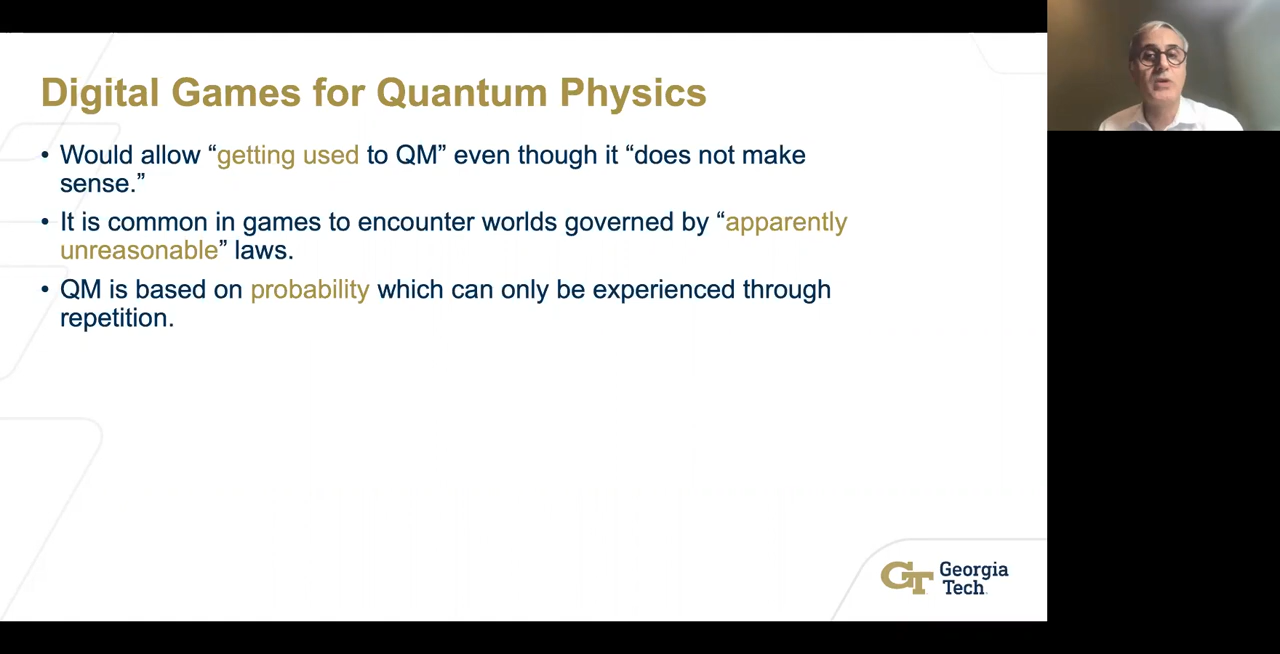 Digital Games for Quantum Physics
• Would allow “getting used to QM” even though it “does not make
sense.”
• It is common in games to encounter worlds governed by “apparently
unreasonable” laws.
• QM is based on probability which can only be experienced through
repetition.
GT Georgia
Tech